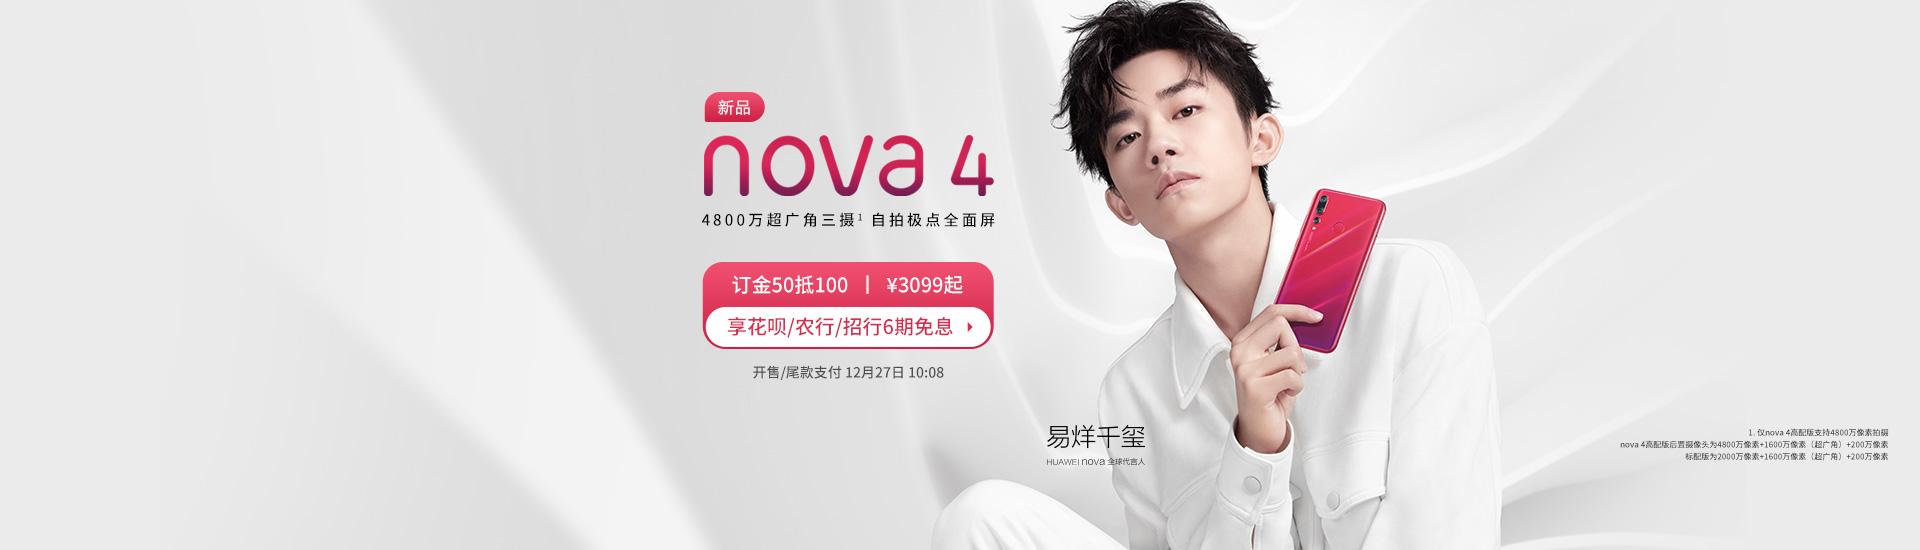 新品
nova 4
4800万超广角三摄¹ 自拍极点全面屏
订金50抵100 | ¥3099起
享花呗/农行/招行6期免息
开售/尾款支付 12月27日 10:08
易烊千玺
HUAWEI nova 全球代言人
1. 仅nova 4高配版支持4800万像素拍摄
nova 4高配版后置摄像头为4800万像素+1600万像素（超广角）+200万像素
标配版为2000万像素+1600万像素（超广角）+200万像素